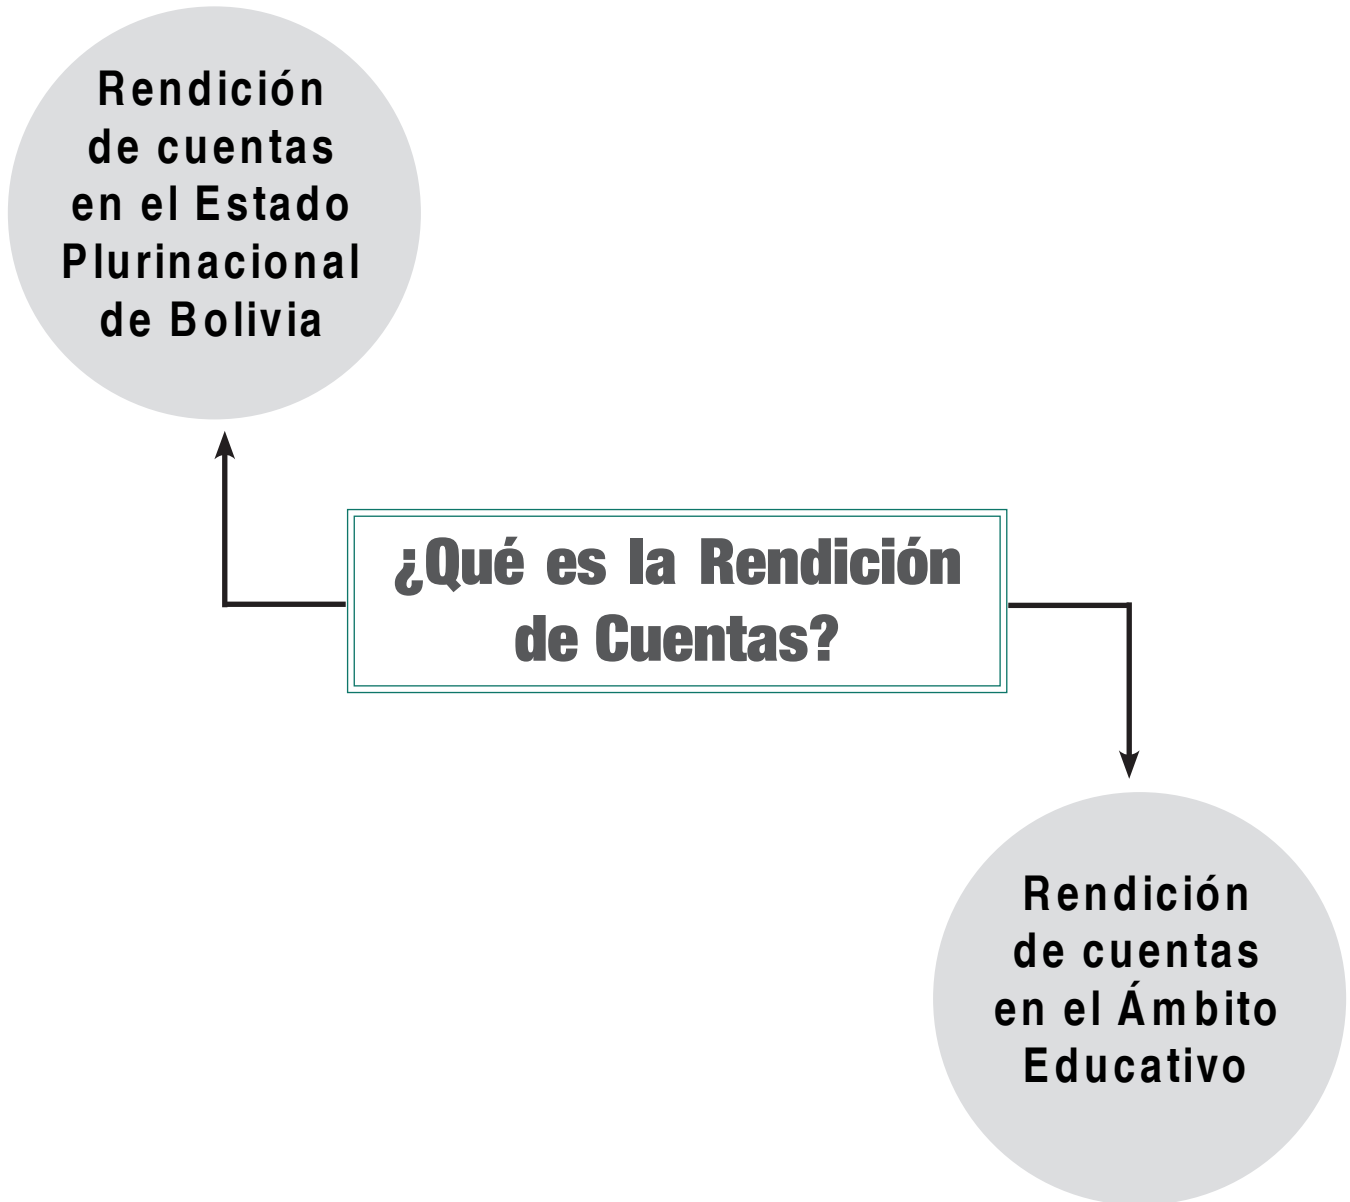 Rendición
de cuentas
en el Estado
Plurinacional
de Bolivia
¿Qué es la Rendición
de Cuentas?
Rendición
de cuentas
en el Ámbito
Educativo